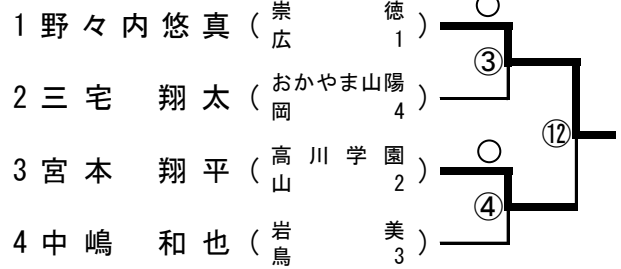 1 野々内悠真 (崇徳 広1) ○
③
2 三宅 翔太 (おかやま山陽 岡4)
⑫
3 宮本 翔平 (高川学園 山2) ○
④
4 中嶋 和也 (岩美 鳥3)